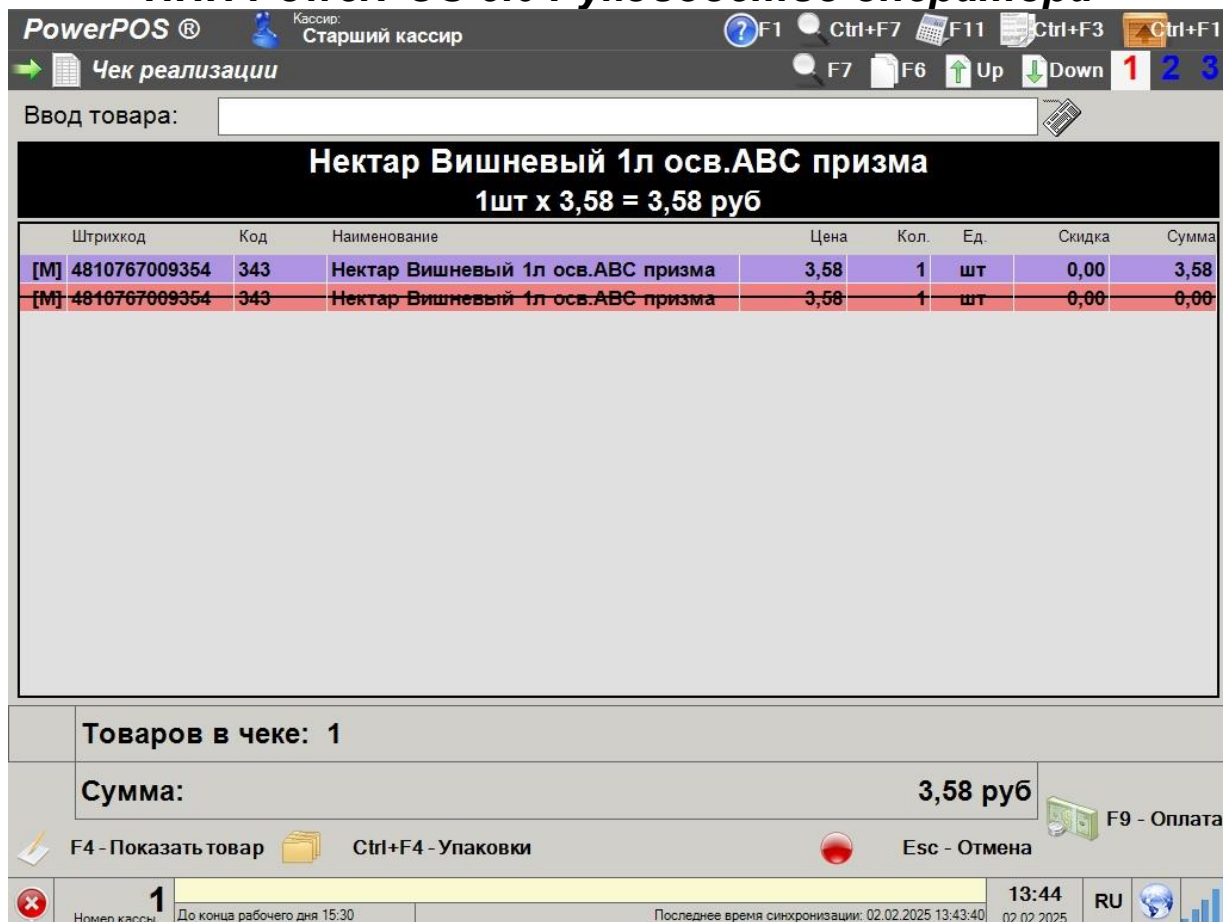 PowerPOS 6.0 Руководство оператора
PowerPOS ® Кассир: Старший кассир F1 Ctrl+F7 F11 Ctrl+F3 Ctrl+F1
Чек реализации F7 F6 Up Down 1 2 3
Ввод товара:
Нектар Вишневый 1л осв.АВС призма
1шт x 3,58 = 3,58 руб
Штрихкод Код Наименование Цена Кол. Ед. Скидка Сумма
[М] 4810767009354 343 Нектар Вишневый 1л осв.АВС призма 3,58 1 шт 0,00 3,58
[М] 4810767009354 343 Нектар Вишневый 1л осв.АВС призма 3,58 1 шт 0,00 0,00
Товаров в чеке: 1
Сумма: 3,58 руб
F9 - Оплата
F4 - Показать товар Ctrl+F4 - Упаковки Esc - Отмена
1 13:44 RU
Номер кассы До конца рабочего дня 15:30 Последнее время синхронизации: 02.02.2025 13:43:40 02.02.2025